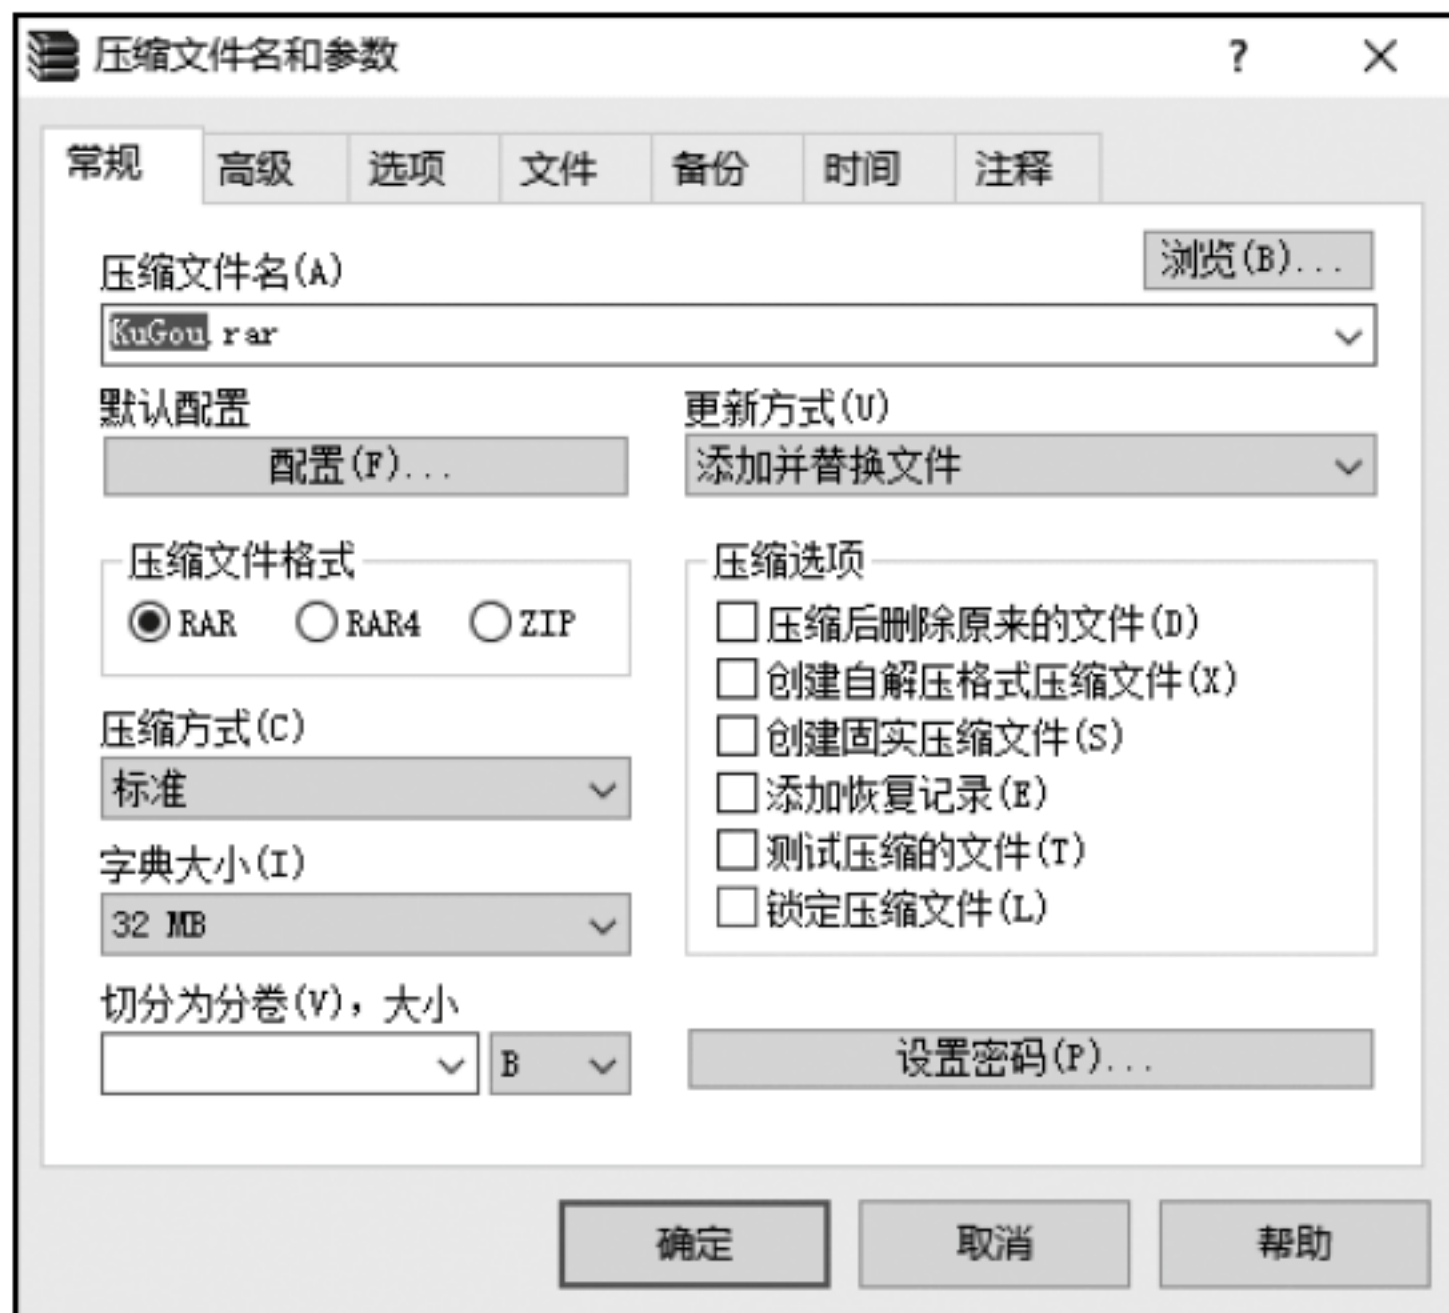 压缩文件名和参数 ?
常规 高级 选项 文件 备份 时间 注释
压缩文件名(A) 浏览(B)...
KuGou.rar
默认配置 更新方式(U)
配置(F)... 添加并替换文件
压缩文件格式 压缩选项
RAR RAR4 ZIP 压缩后删除原来的文件(D)
创建自解压格式压缩文件(X)
压缩方式(C) 创建固实压缩文件(S)
标准 添加恢复记录(E)
字典大小(I) 测试压缩的文件(T)
32 MB 锁定压缩文件(L)
切分为分卷(V)，大小
B 设置密码(P)...
确定 取消 帮助